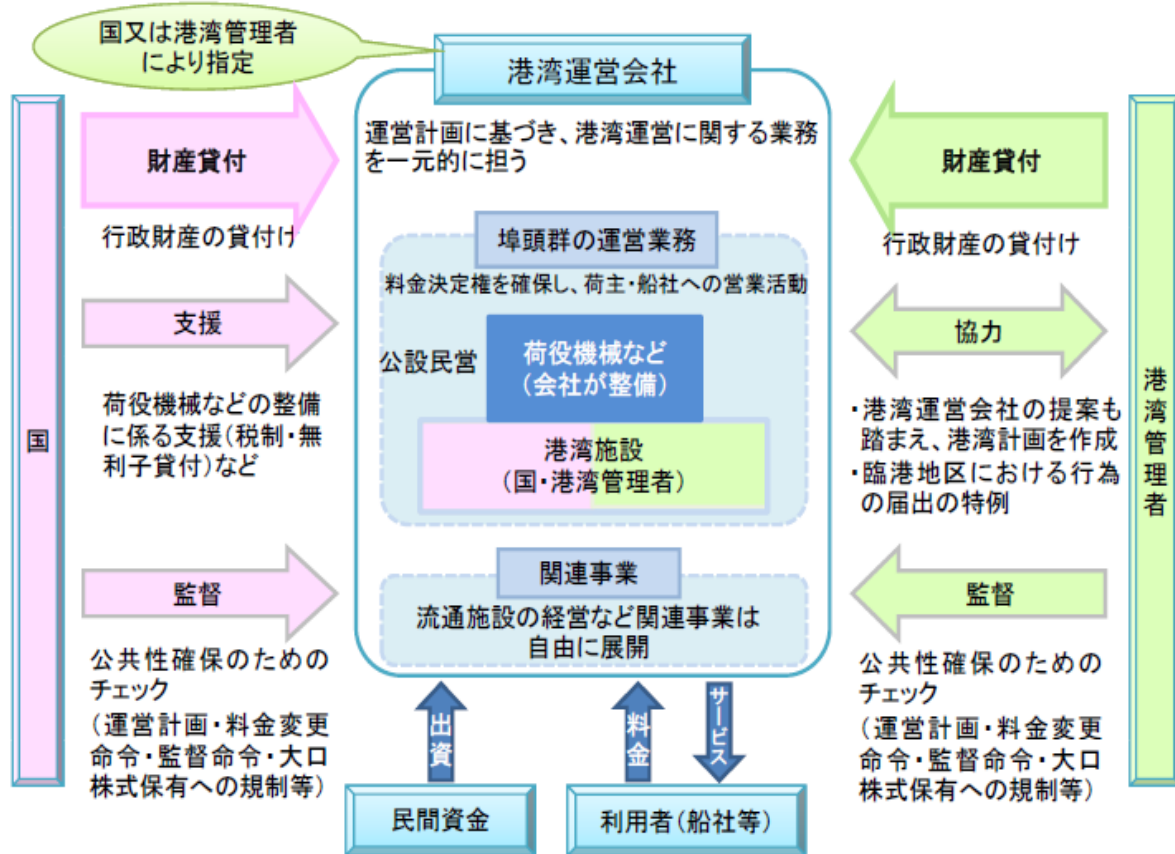 国又は港湾管理者
により指定
港湾運営会社
運営計画に基づき、港湾運営に関する業務
を一元的に担う
国
財産貸付
行政財産の貸付け
支援
荷役機械などの整備
に係る支援(税制・無
利子貸付)など
監督
公共性確保のための
チェック
(運営計画・料金変更
命令・監督命令・大口
株式保有への規制等)
埠頭群の運営業務
料金決定権を確保し、荷主・船社への営業活動
公設民営
荷役機械など
(会社が整備)
港湾施設
(国・港湾管理者)
関連事業
流通施設の経営など関連事業は
自由に展開
財産貸付
行政財産の貸付け
協力
・港湾運営会社の提案も
踏まえ、港湾計画を作成
・臨港地区における行為
の届出の特例
監督
公共性確保のための
チェック
(運営計画・料金変更
命令・監督命令・大口
株式保有への規制等)
港湾管理者
出資
料金
サービス
民間資金
利用者(船社等)